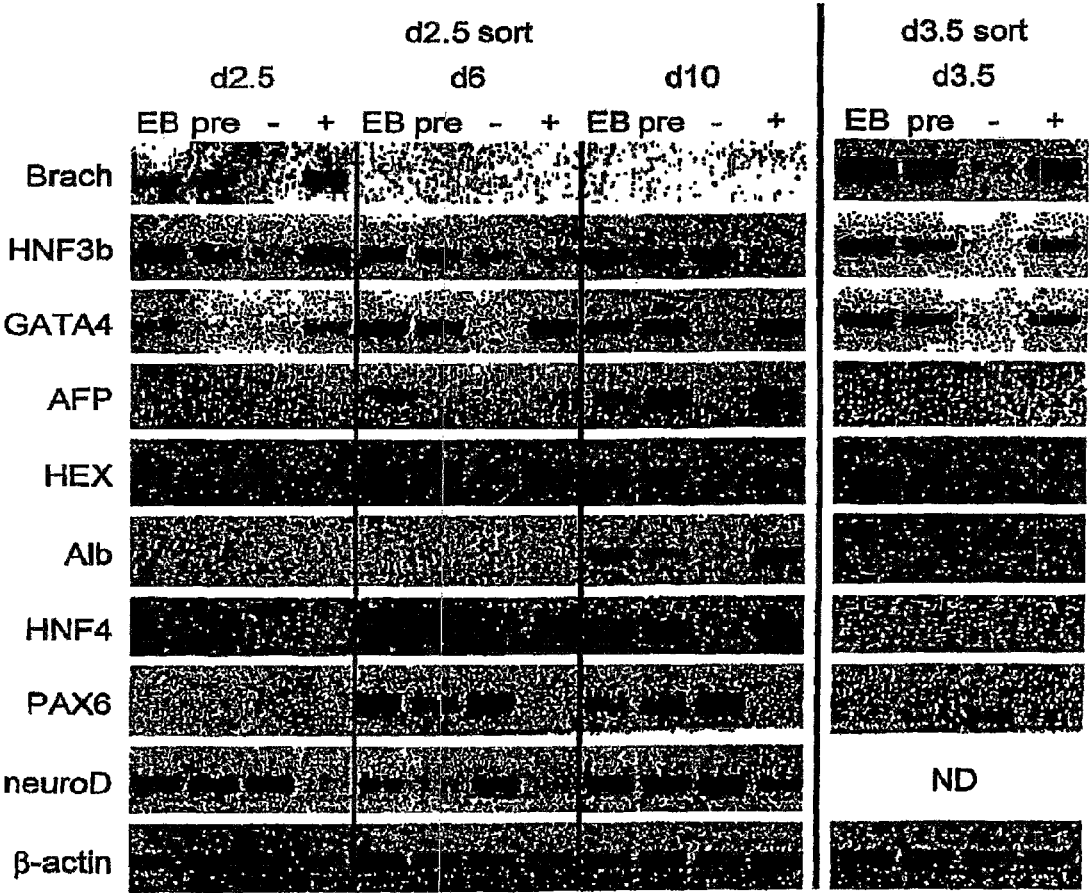 d2.5 sort
d3.5 sort
d2.5 d6 d10
d3.5
EB pre - + EB pre - + EB pre - +
EB pre - +
Brach
HNF3b
GATA4
AFP
HEX
Alb
HNF4
PAX6
neuroD
ND
β-actin